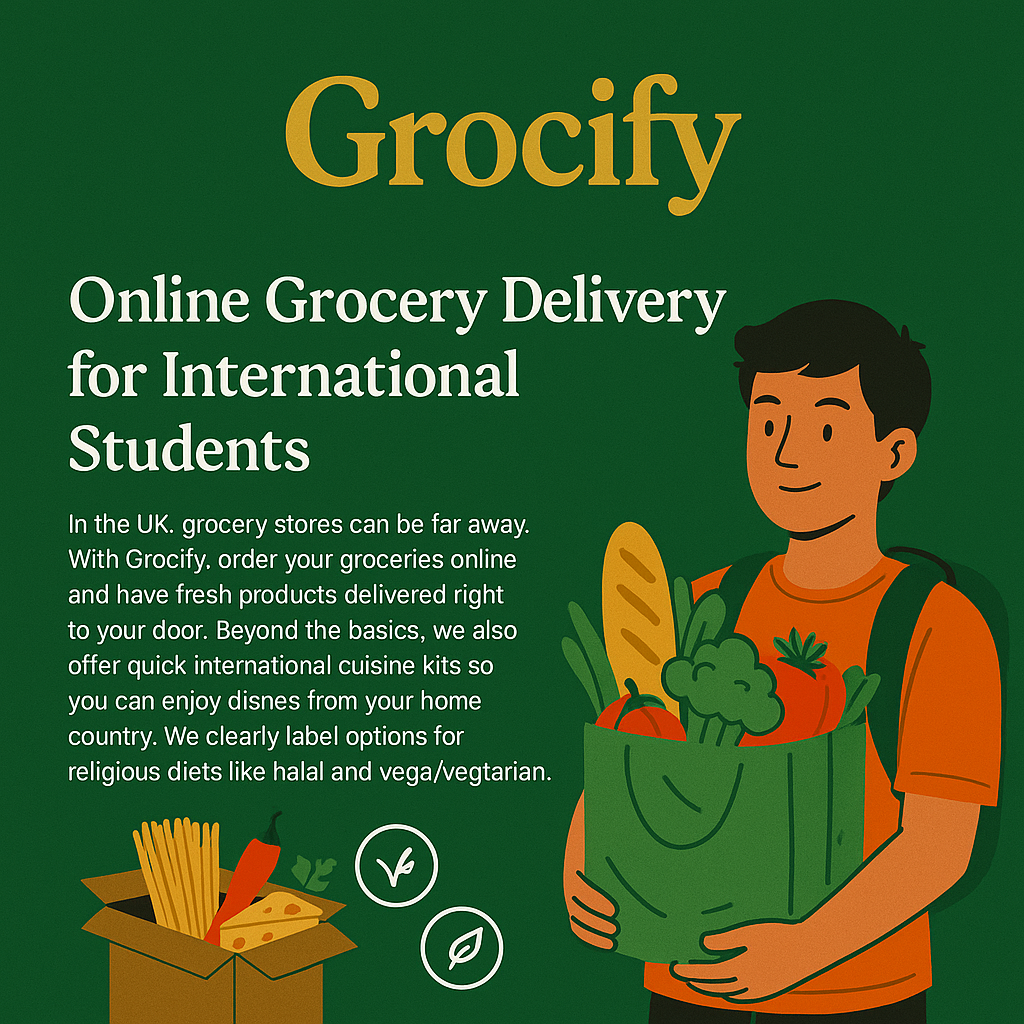 Grocify
Online Grocery Delivery
for International
Students
In the UK. grocery stores can be far away.
With Grocify. order your groceries online
and have fresh products delivered right
to your door. Beyond the basics, we also
offer quick international cuisine kits so
you can enjoy disnes from your home
country. We clearly label options for
religious diets like halal and vega/vegtarian.